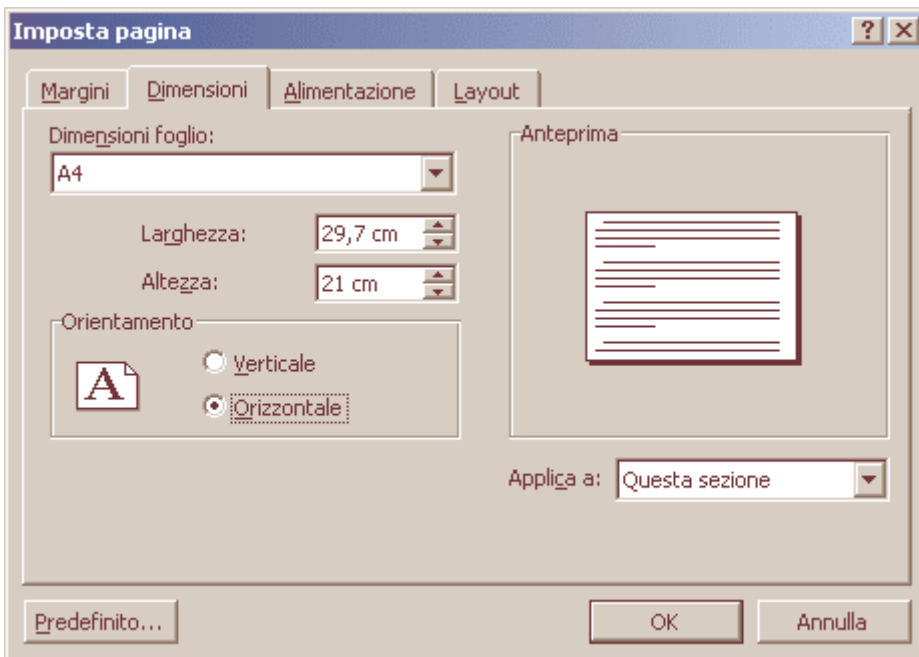 Imposta pagina
Margini Dimensioni Alimentazione Layout
Dimensioni foglio:
A4
Larghezza: 29,7 cm
Altezza: 21 cm
Orientamento
A
Verticale
Orizzontale
Anteprima
Applica a: Questa sezione
Predefinito... OK Annulla